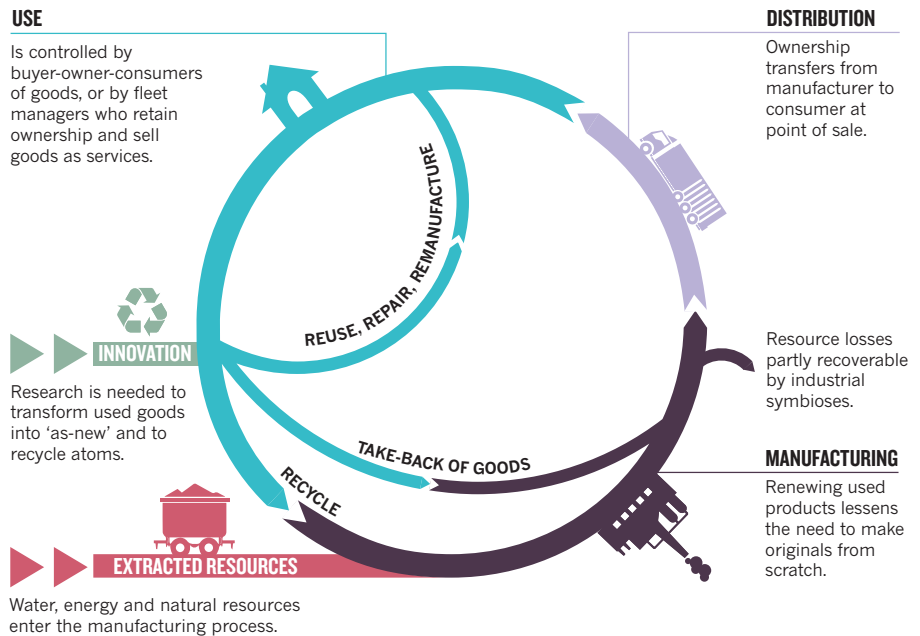 USE
Is controlled by
buyer-owner-consumers
of goods, or by fleet
managers who retain
ownership and sell
goods as services.
DISTRIBUTION
Ownership
transfers from
manufacturer to
consumer at
point of sale.
REUSE, REPAIR, REMANUFACTURE
INNOVATION
Research is needed to
transform used goods
into ‘as-new’ and to
recycle atoms.
Resource losses
partly recoverable
by industrial
symbioses.
TAKE-BACK OF GOODS
RECYCLE
MANUFACTURING
Renewing used
products lessens
the need to make
originals from
scratch.
EXTRACTED RESOURCES
Water, energy and natural resources
enter the manufacturing process.